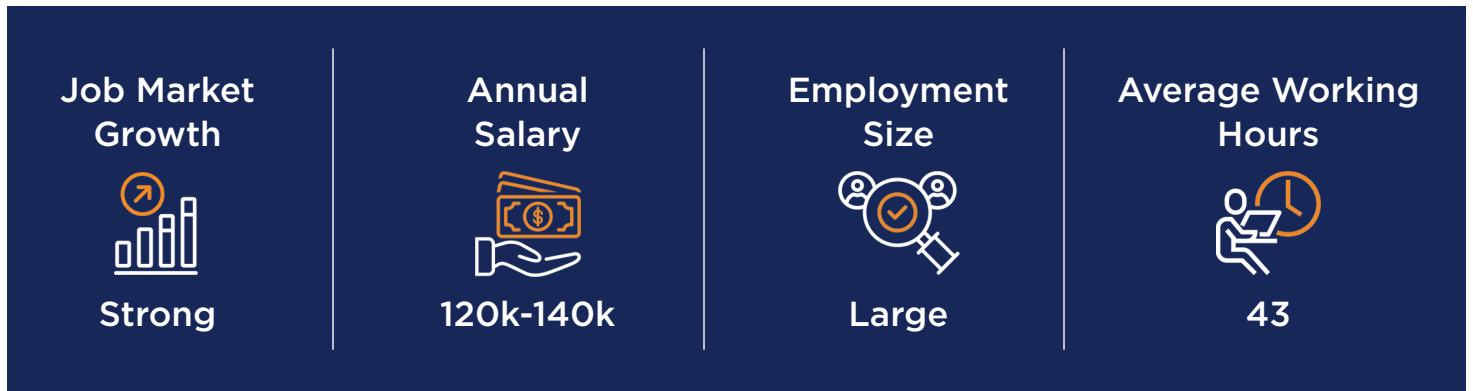 Job Market
Growth
Strong
Annual
Salary
$
120k-140k
Employment
Size
Large
Average Working
Hours
43